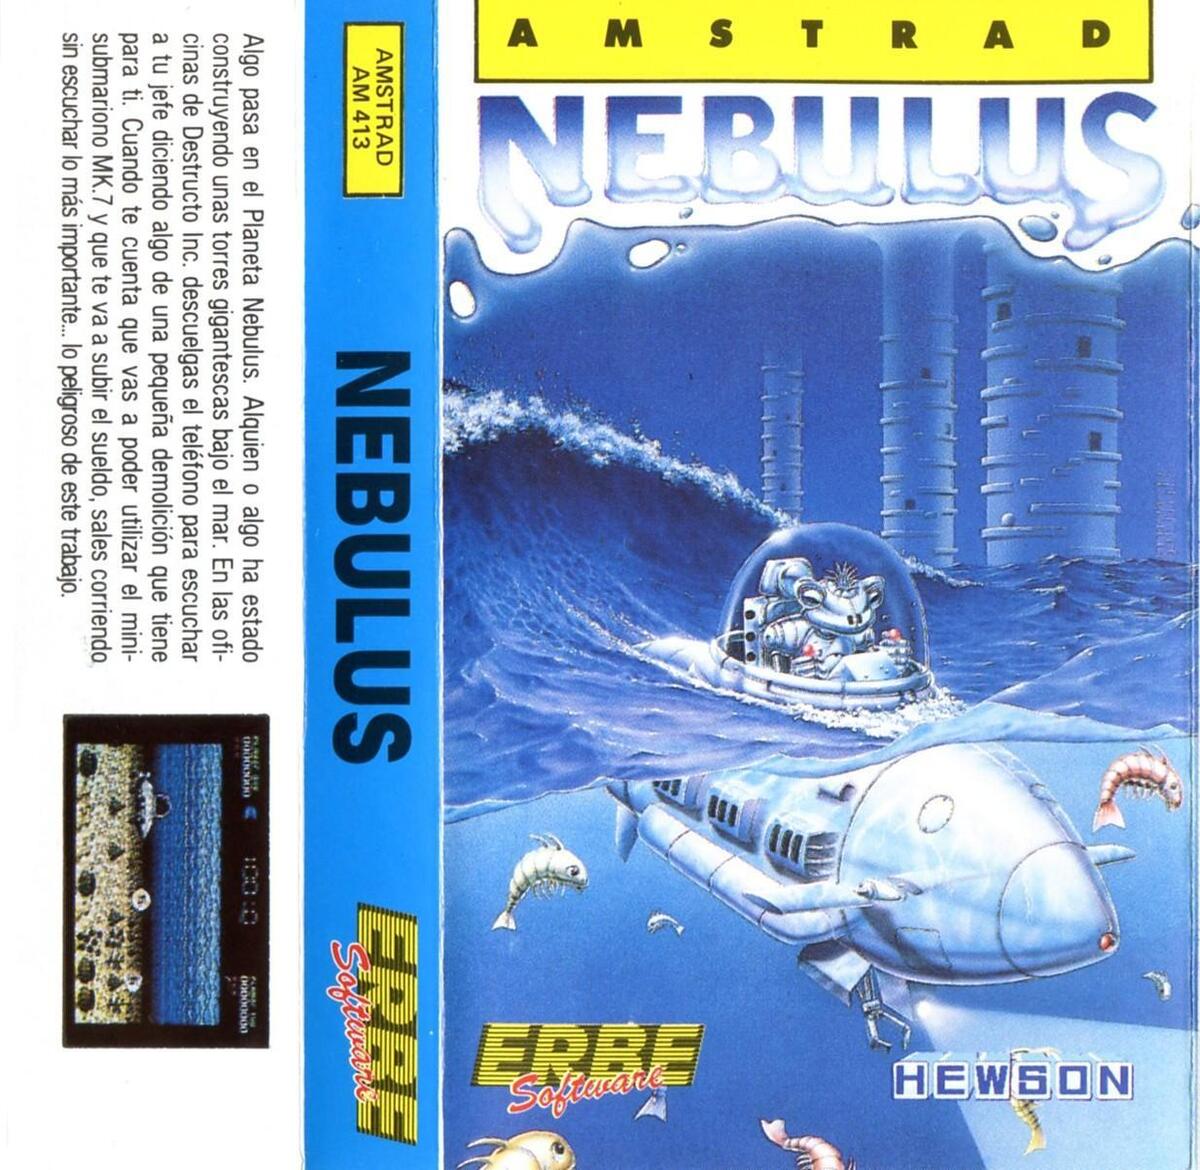 Algo pasa en el Planeta Nebulus. Alguien o algo ha estado
construyendo unas torres gigantescas bajo el mar. En las ofi-
cinas de Destructo Inc. descuelgas el teléfono para escuchar
a tu jefe diciendo algo de una pequeña demolición que tiene
para ti. Cuando te cuenta que vas a poder utilizar el mini-
submariono MK.7 y que te va a subir el sueldo, sales corriendo
sin escuchar lo más importante... lo peligroso de este trabajo.
AMSTRAD
AM 413
NEBULUS
ERBE
Software
AMSTRAD
NEBULUS
ERBE
Software
HEWSON